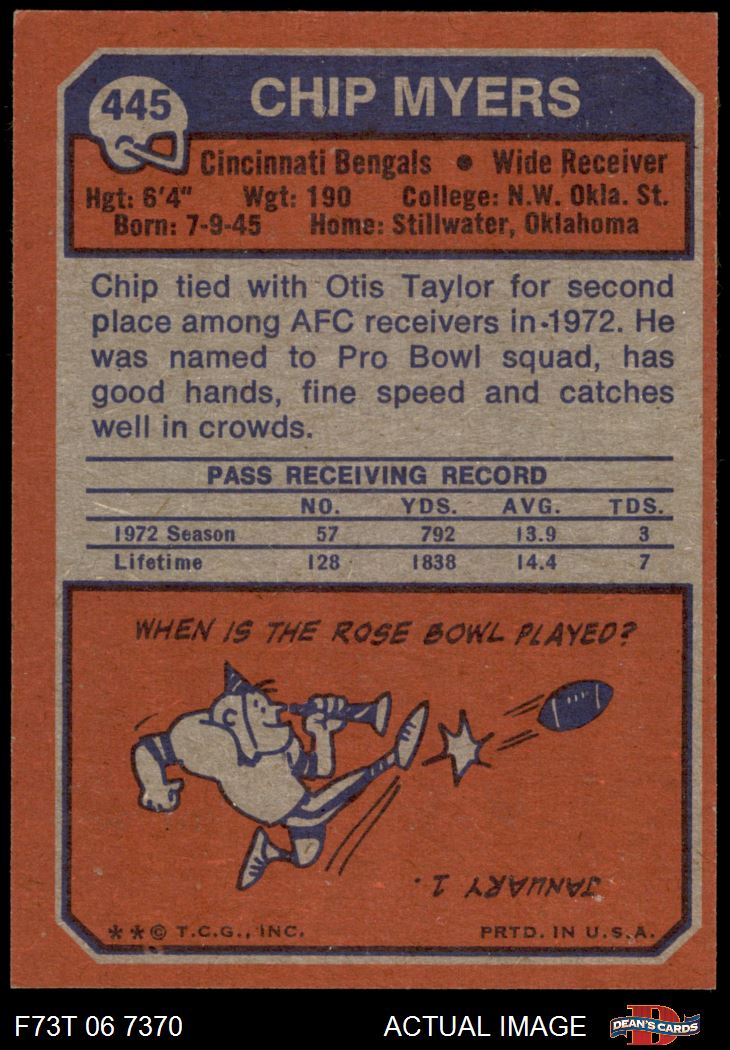 445
CHIP MYERS
Cincinnati Bengals • Wide Receiver
Hgt: 6'4" Wgt: 190 College: N.W. Okla. St.
Born: 7-9-45 Home: Stillwater, Oklahoma
Chip tied with Otis Taylor for second
place among AFC receivers in 1972. He
was named to Pro Bowl squad, has
good hands, fine speed and catches
well in crowds.
PASS RECEIVING RECORD
NO. YDS. AVG. TDS.
1972 Season 57 792 13.9 3
Lifetime 128 1838 14.4 7
WHEN IS THE ROSE BOWL PLAYED?
JANUARY 1.
**© T.C.G., INC. PRTD. IN U.S.A.
F73T 06 7370 ACTUAL IMAGE DEAN'S CARDS